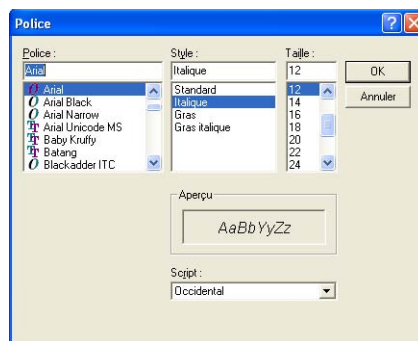 Police
Police : Style : Taille :
Arial Italique 12 OK
Arial Standard 12 Annuler
Arial Black Italique 14
Arial Narrow Gras 16
Arial Unicode MS Gras italique 18
Baby Kruffy 20
Batang 22
Blackadder ITC 24
Aperçu
AaBbYyZz
Script :
Occidental